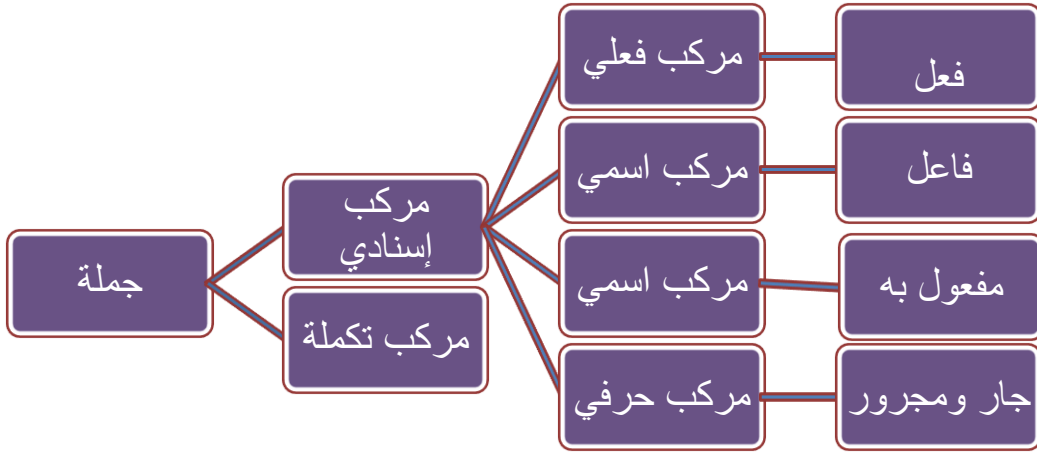 جملة
مركب
إسنادي
مركب تكملة
مركب فعلي
مركب اسمي
مركب اسمي
مركب حرفي
فعل
فاعل
مفعول به
جار ومجرور